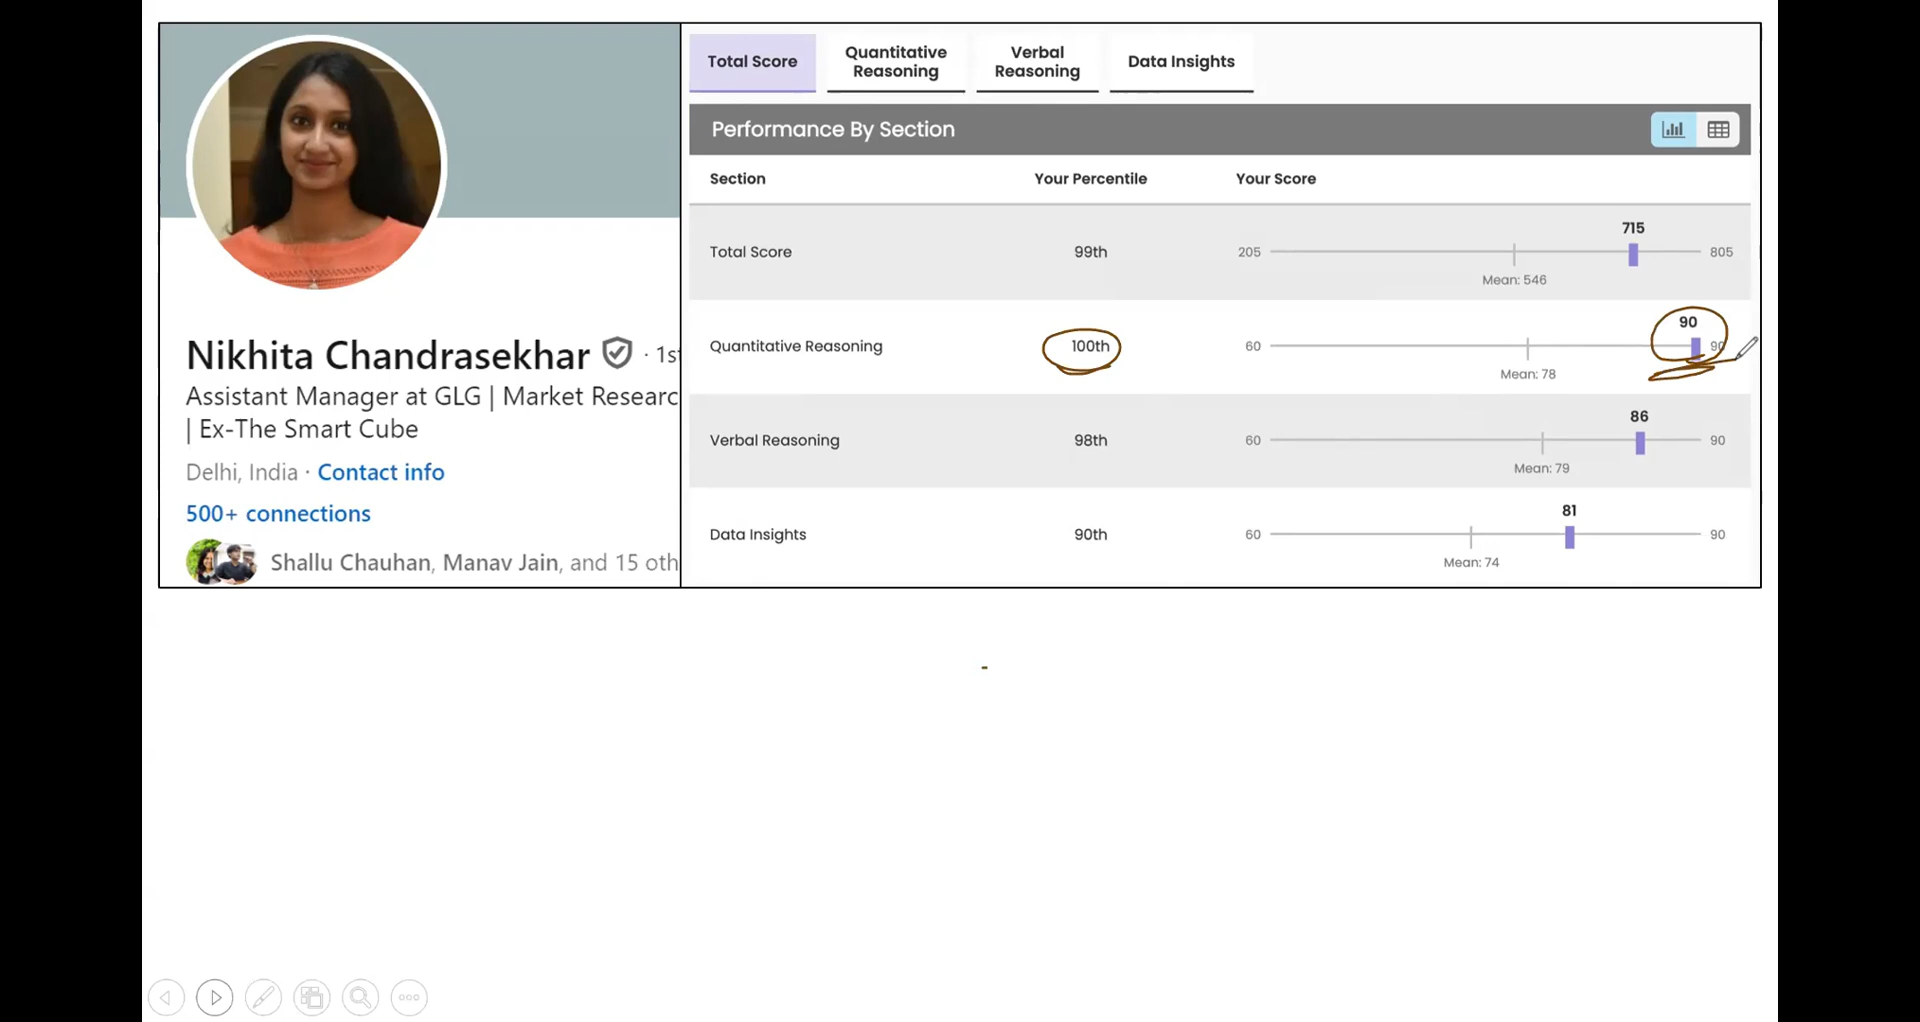 Nikhita Chandrasekhar · 1st
Assistant Manager at GLG | Market Researc
| Ex-The Smart Cube
Delhi, India · Contact info
500+ connections
Shallu Chauhan, Manav Jain, and 15 oth
Total Score
Quantitative
Reasoning
Verbal
Reasoning
Data Insights
Performance By Section
Section Your Percentile Your Score
715
Total Score 99th 205 805
Mean: 546
90
Quantitative Reasoning 100th 60 90
Mean: 78
86
Verbal Reasoning 98th 60 90
Mean: 79
81
Data Insights 90th 60 90
Mean: 74